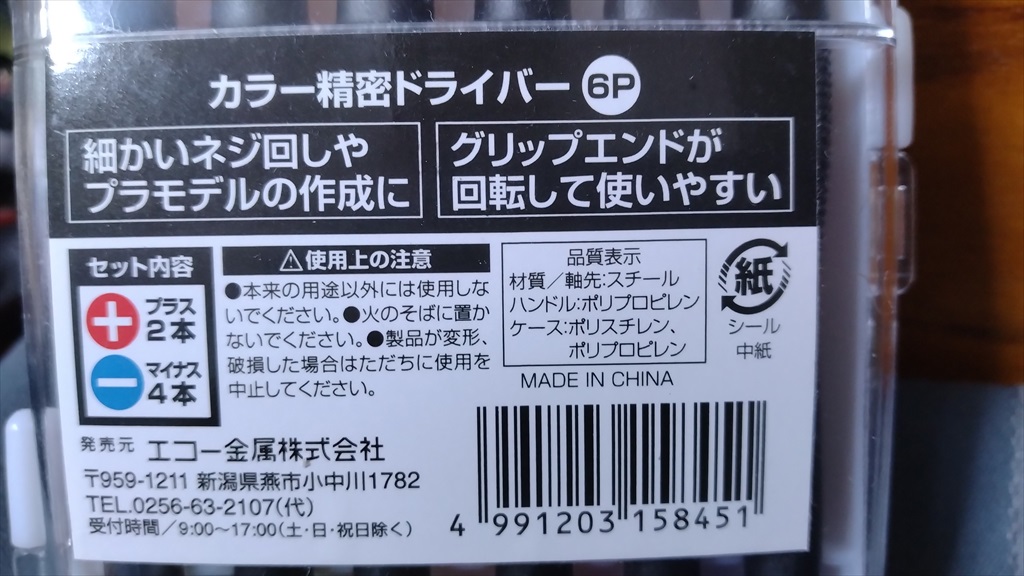 カラー精密ドライバー 6P
細かいネジ回しや
プラモデルの作成に
グリップエンドが
回転して使いやすい
セット内容
プラス
2本
マイナス
4本
⚠使用上の注意
●本来の用途以外には使用しな
いでください。●火のそばに置か
ないでください。●製品が変形、
破損した場合はただちに使用を
中止してください。
品質表示
材質/軸先:スチール
ハンドル:ポリプロピレン
ケース:ポリスチレン、
ポリプロピレン
MADE IN CHINA
紙
シール
中紙
発売元 エコー金属株式会社
〒959-1211 新潟県燕市小中川1782
TEL.0256-63-2107(代)
受付時間/9:00~17:00(土・日・祝日除く)
4 991203 158451